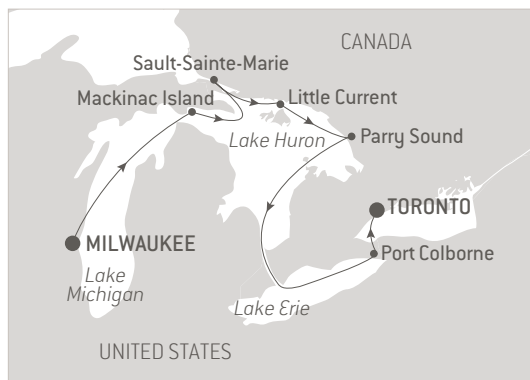 CANADA
Sault-Sainte-Marie
Mackinac Island
Little Current
Lake Huron
Parry Sound
TORONTO
MILWAUKEE
Port Colborne
Lake
Michigan
Lake Erie
UNITED STATES